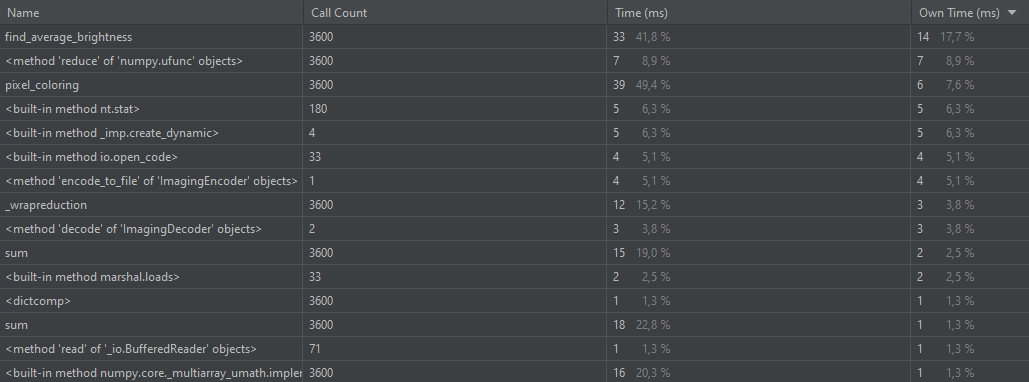 Name Call Count Time (ms) Own Time (ms)
find_average_brightness 3600 33 41,8 % 14 17,7 %
<method 'reduce' of 'numpy.ufunc' objects> 3600 7 8,9 % 7 8,9 %
pixel_coloring 3600 39 49,4 % 6 7,6 %
<built-in method nt.stat> 180 5 6,3 % 5 6,3 %
<built-in method _imp.create_dynamic> 4 5 6,3 % 5 6,3 %
<built-in method io.open_code> 33 4 5,1 % 4 5,1 %
<method 'encode_to_file' of 'ImagingEncoder' objects> 1 4 5,1 % 4 5,1 %
_wrapreduction 3600 12 15,2 % 3 3,8 %
<method 'decode' of 'ImagingDecoder' objects> 2 3 3,8 % 3 3,8 %
sum 3600 15 19,0 % 2 2,5 %
<built-in method marshal.loads> 33 2 2,5 % 2 2,5 %
<dictcomp> 3600 1 1,3 % 1 1,3 %
sum 3600 18 22,8 % 1 1,3 %
<method 'read' of '_io.BufferedReader' objects> 71 1 1,3 % 1 1,3 %
<built-in method numpy.core._multiarray_umath.impler 3600 16 20,3 % 1 1,3 %